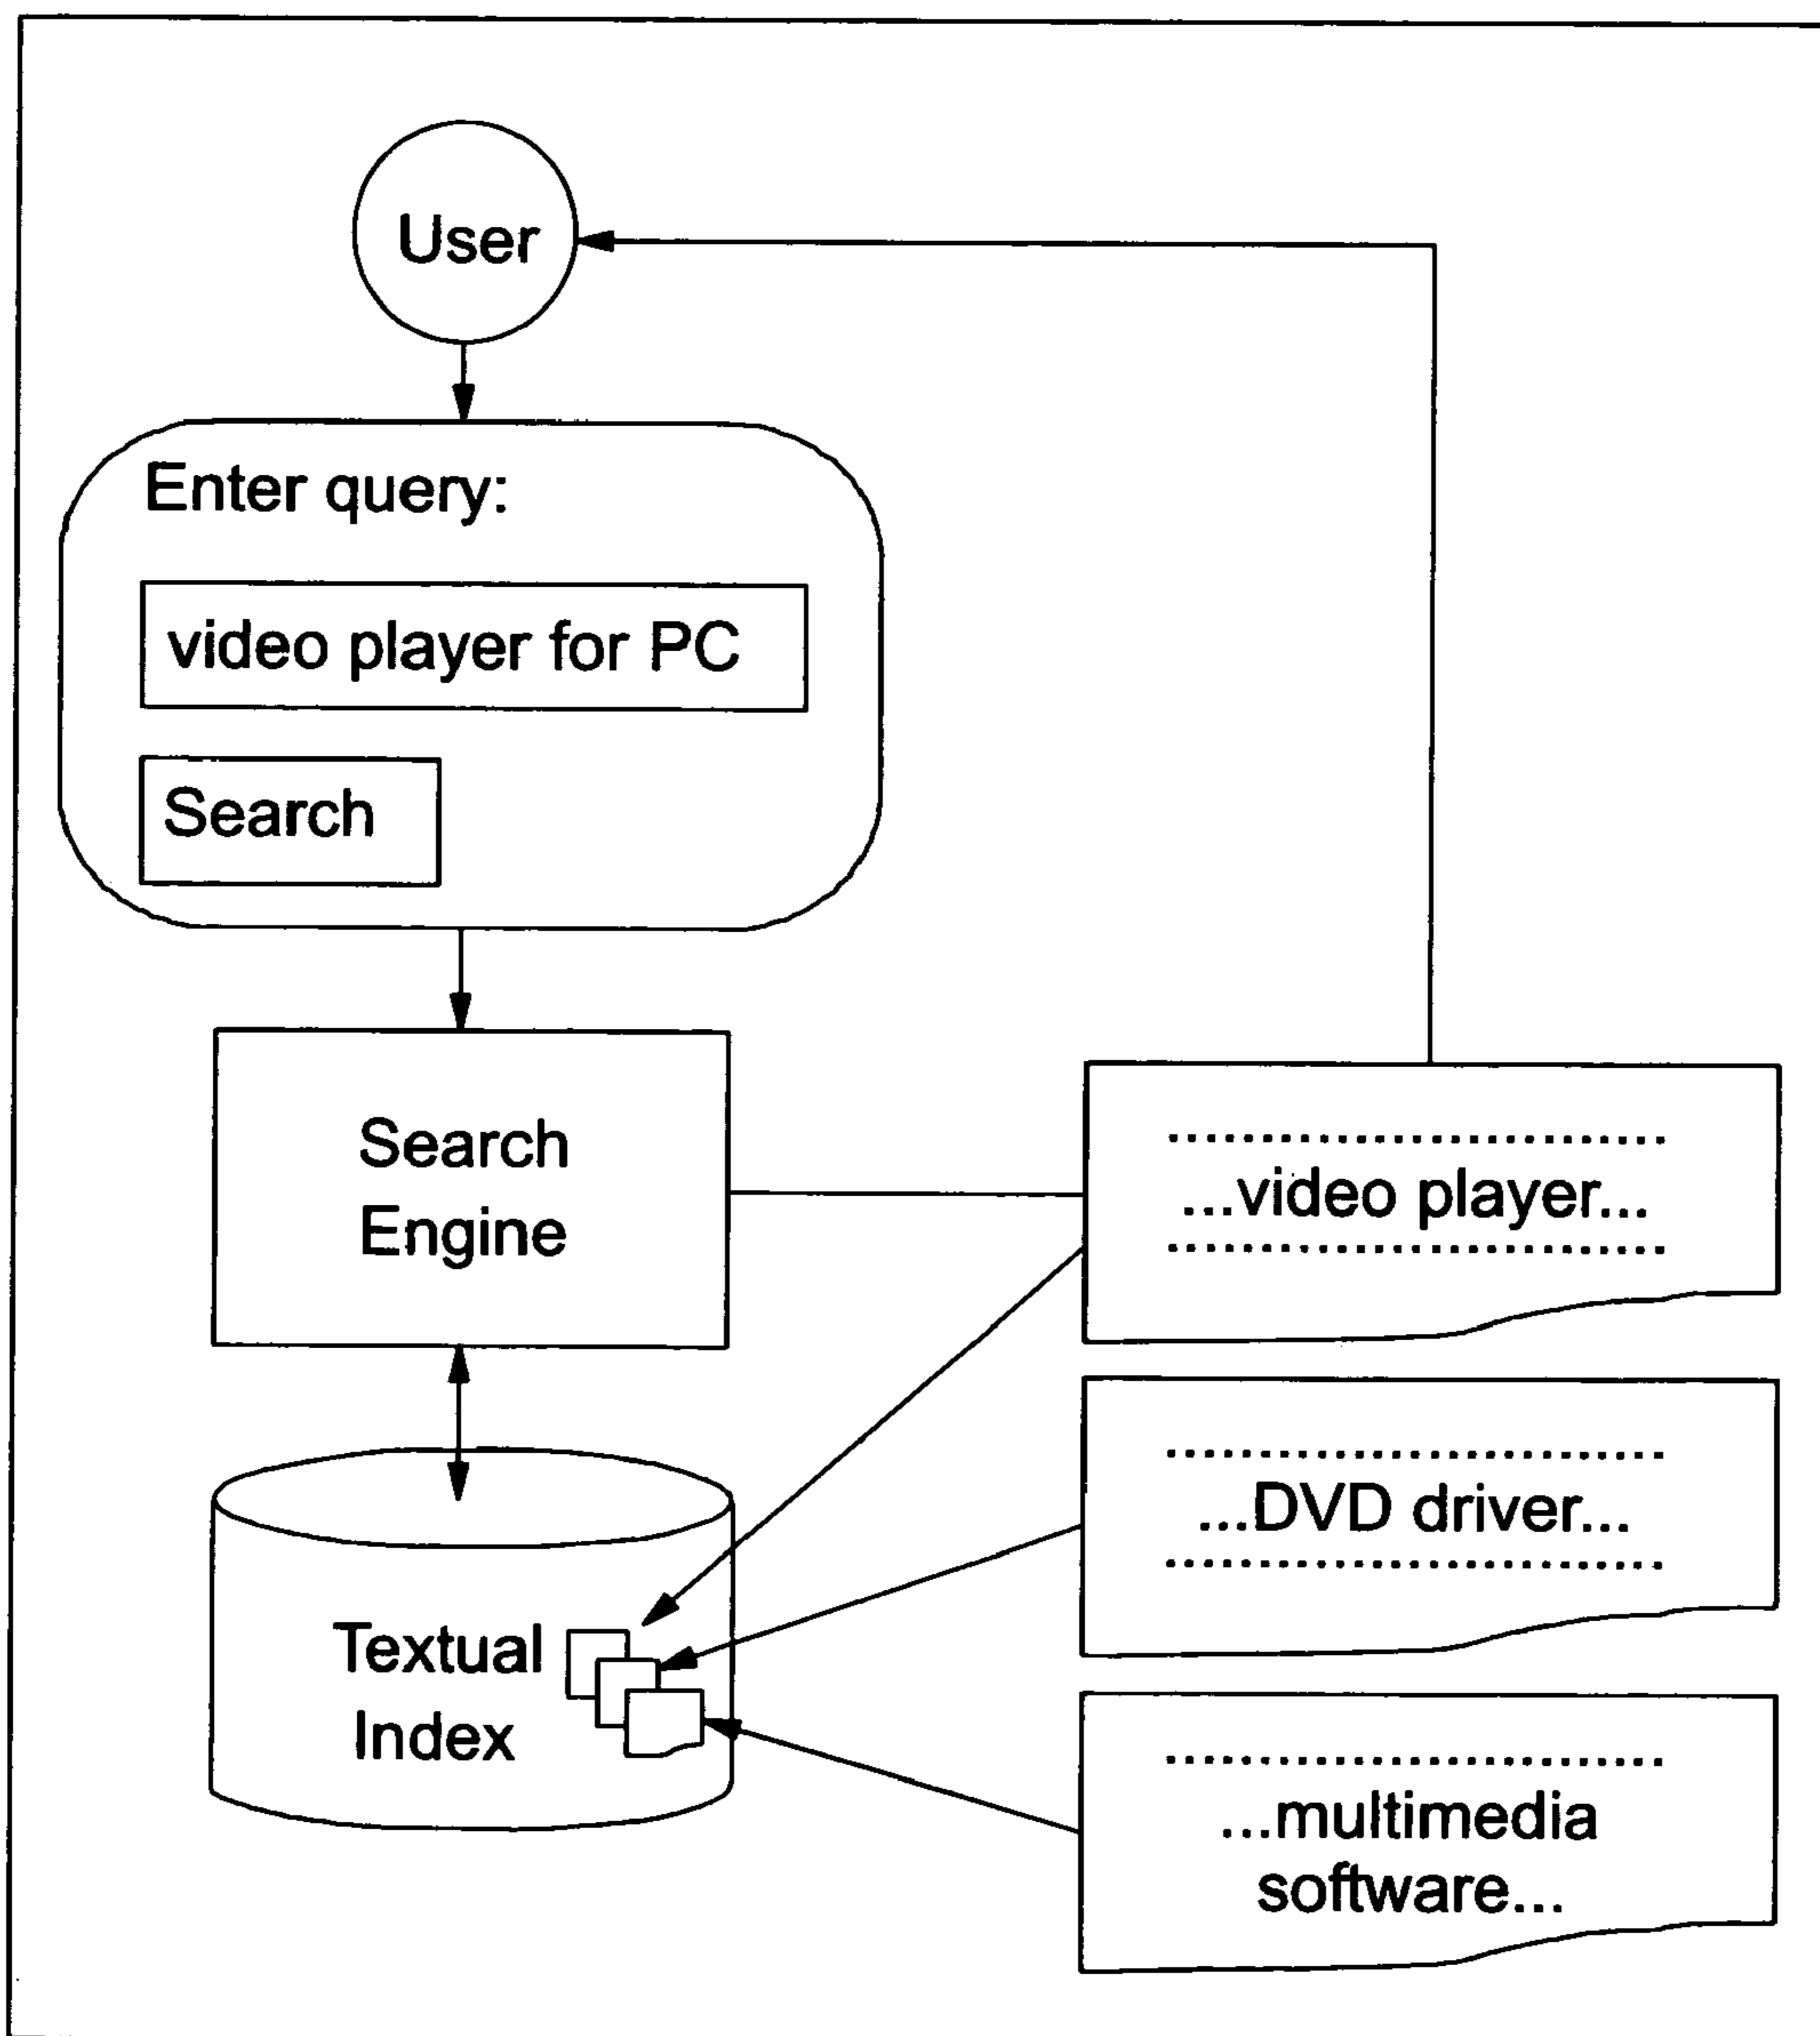 User
Enter query:
video player for PC
Search
Search
Engine
..........................
...video player...
..........................
..........................
...DVD driver...
..........................
Textual
Index
..........................
...multimedia
software...